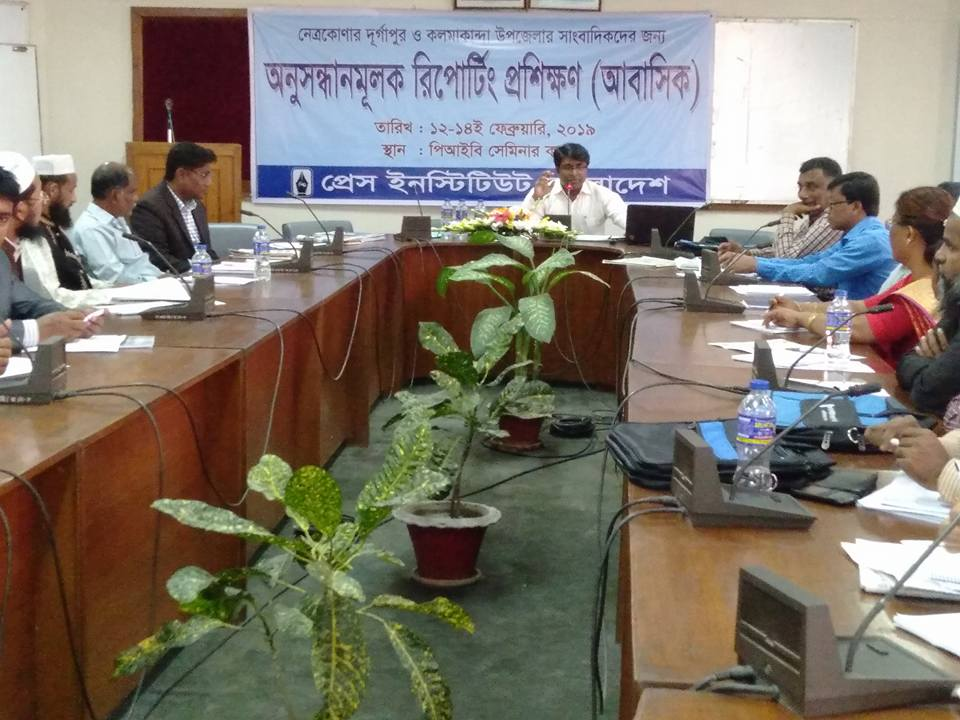 নেত্রকোণার দূর্গাপুর ও কলমাকান্দা উপজেলার সাংবাদিকদের জন্য
অনুসন্ধানমূলক রিপোর্টিং প্রশিক্ষণ (আবাসিক)
তারিখ : ১২-১৪ই ফেব্রুয়ারি, ২০১৯
স্থান : পিআইবি সেমিনার
প্রেস ইনস্টিটিউট